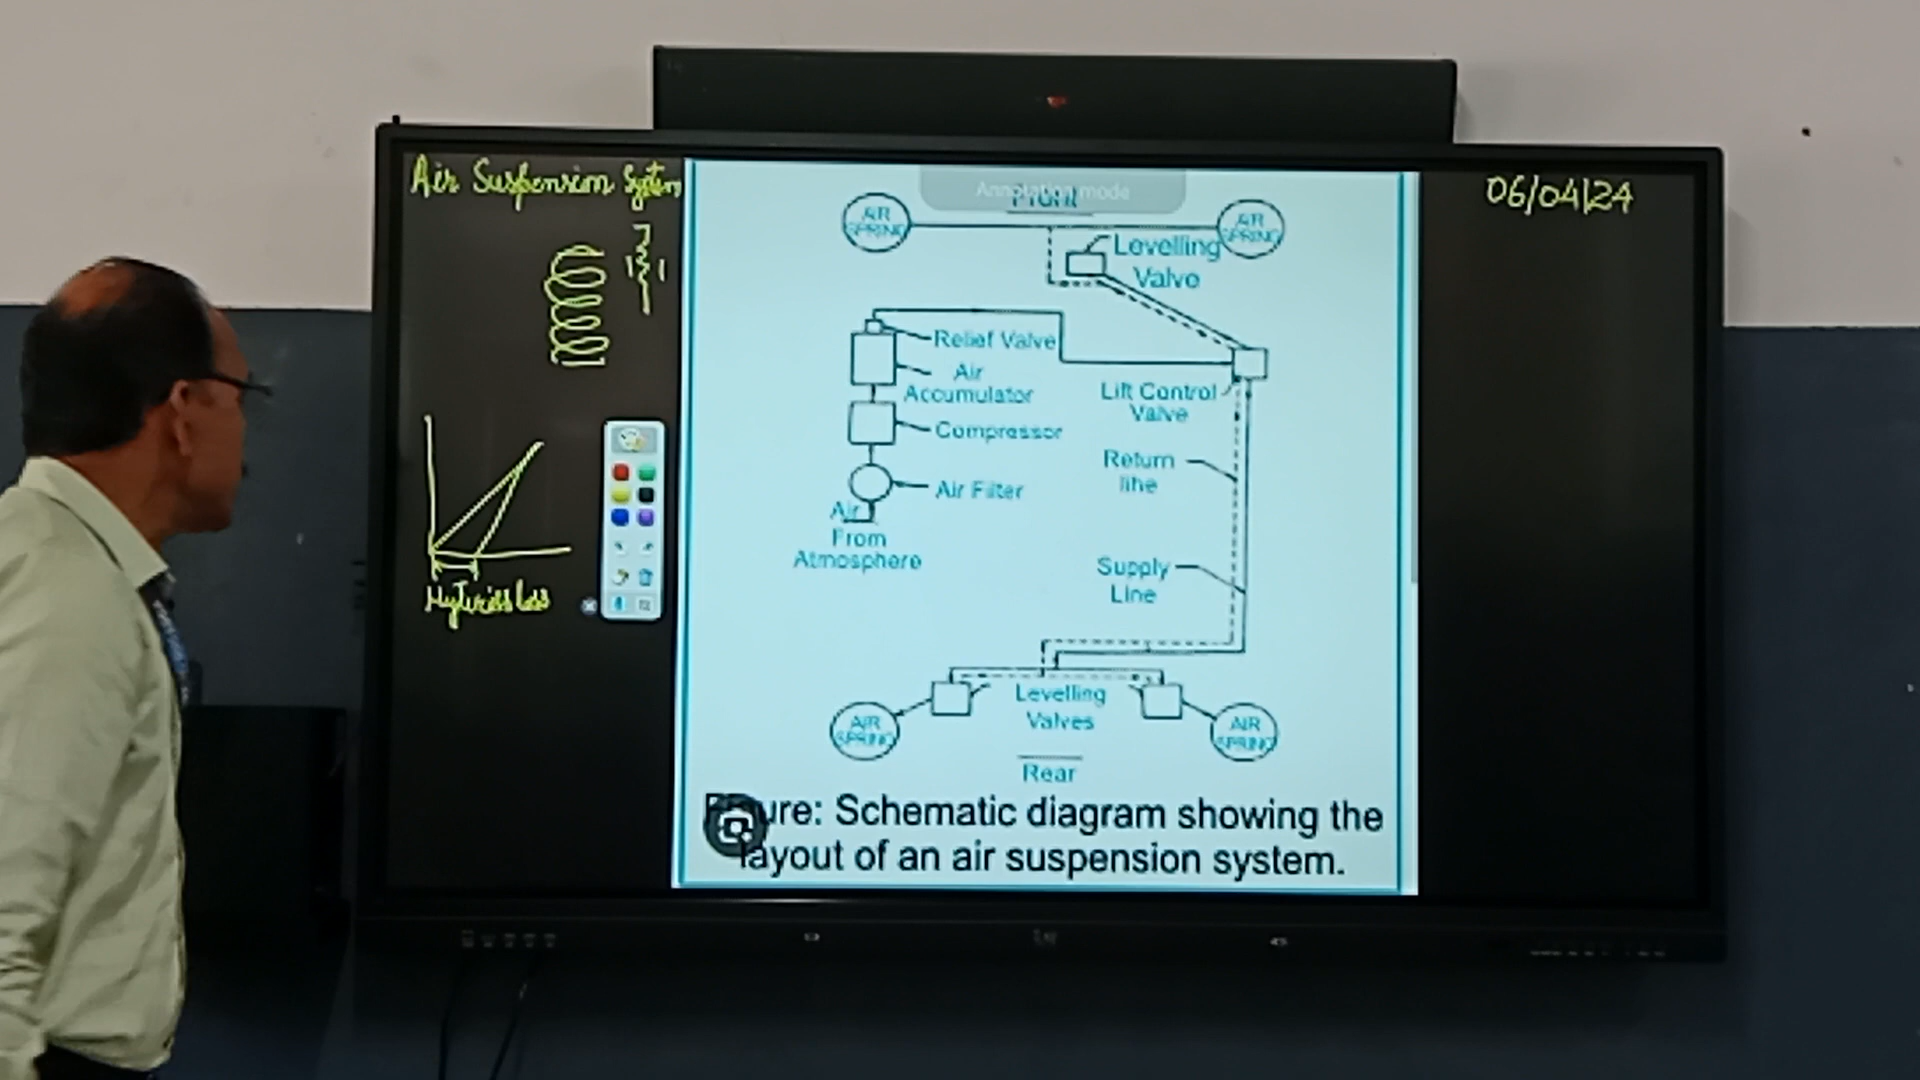 Air Suspension System
06/04/24
Annotation mode
Front
AIR
SPRING
AIR
SPRING
Levelling
Valve
Relief Valve
Air
Accumulator
Lift Control
Valve
Compressor
Return
line
Air Filter
Air
From
Atmosphere
Supply
Line
Levelling
Valves
AIR
SPRING
AIR
SPRING
Rear
Figure: Schematic diagram showing the
layout of an air suspension system.
Loss